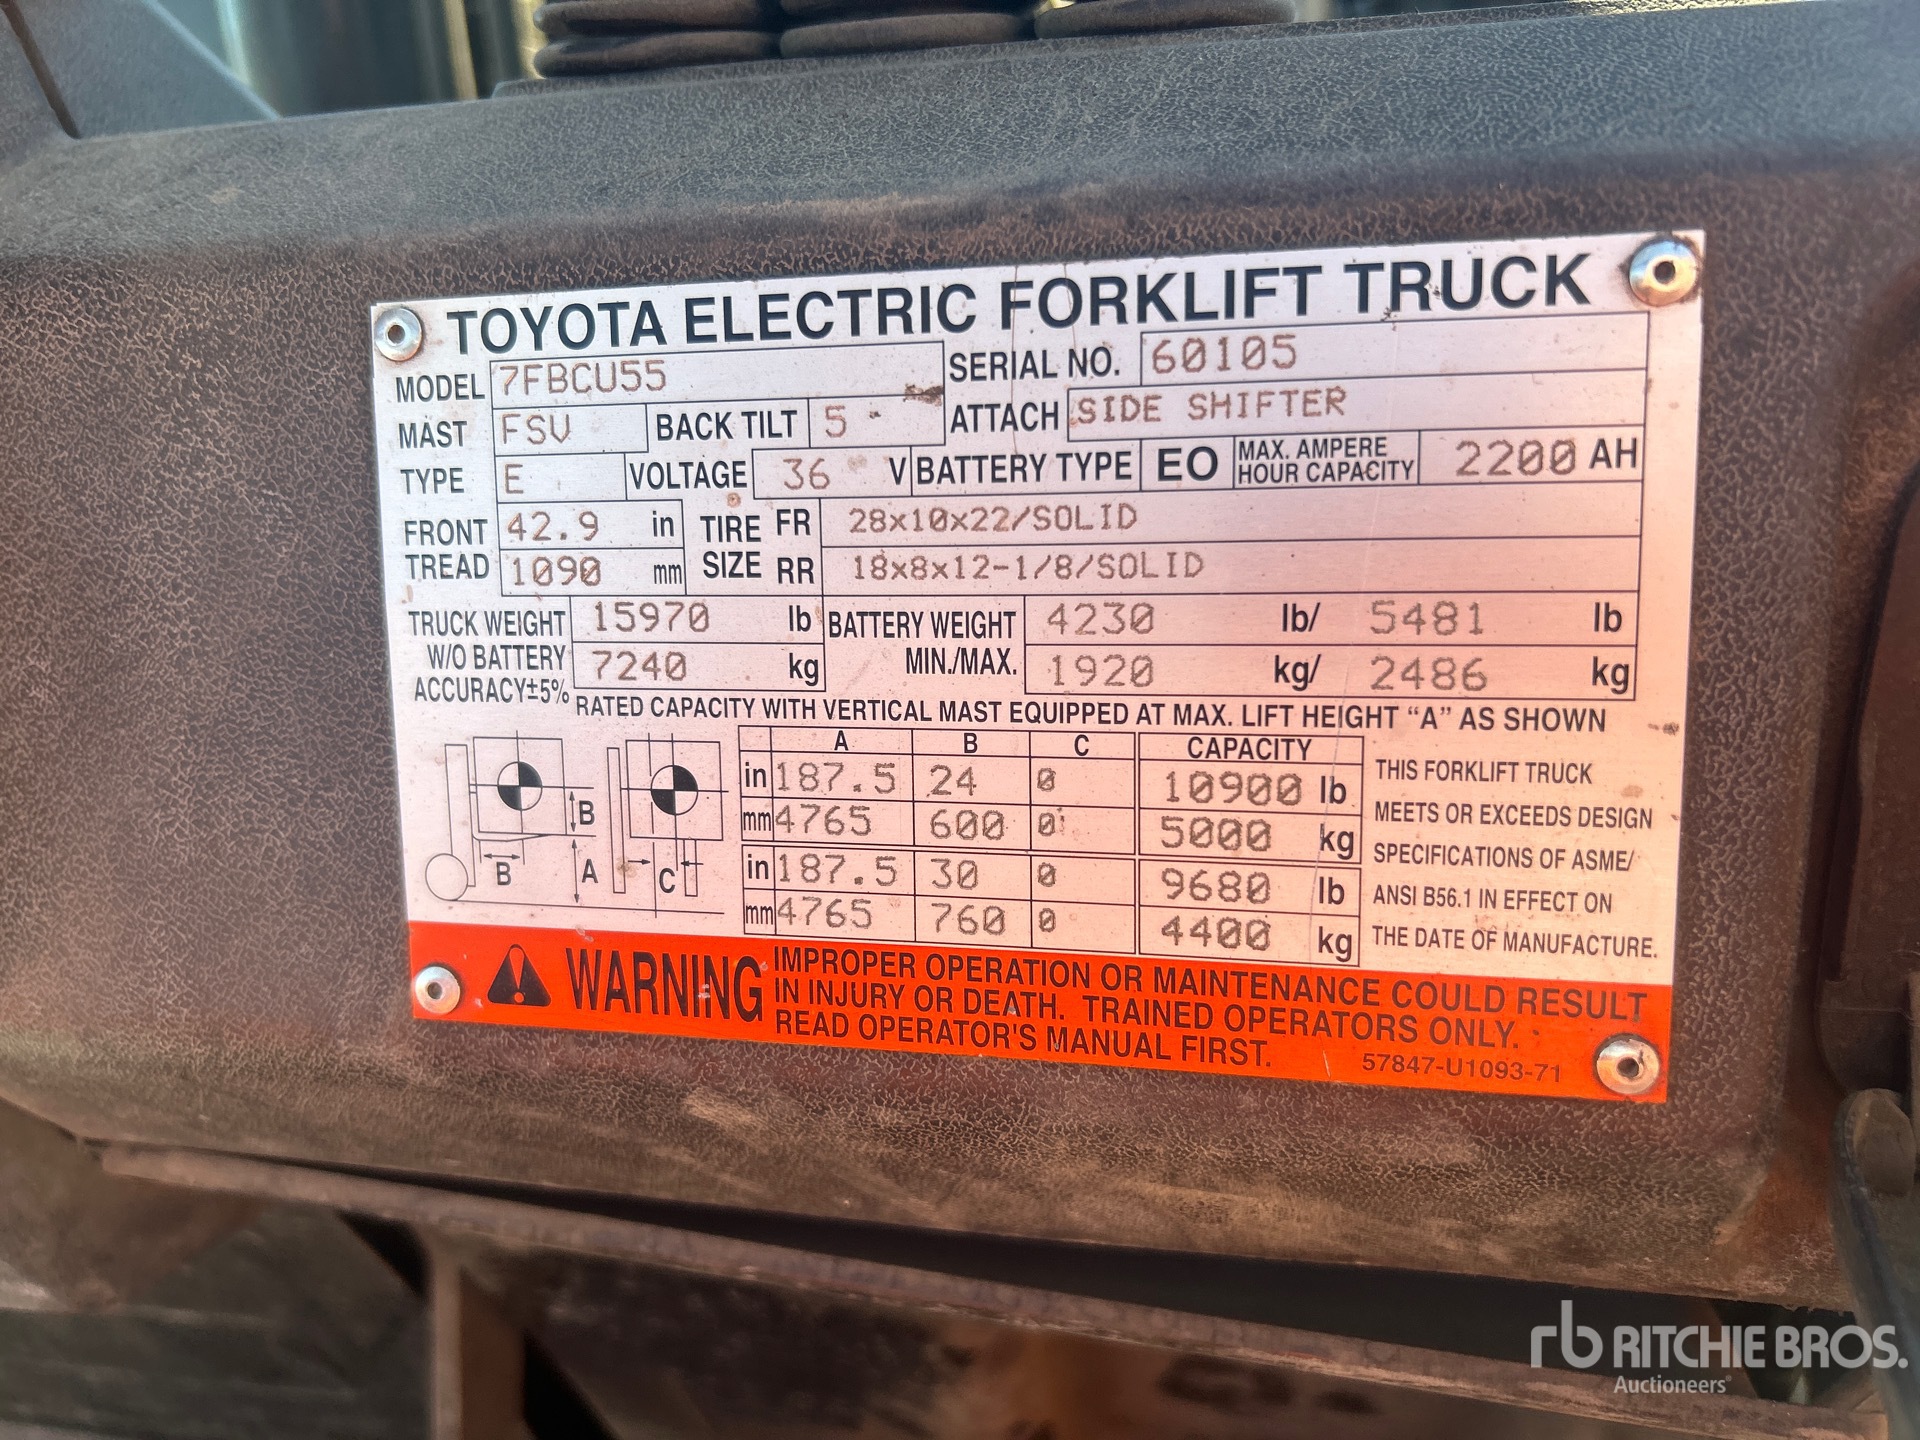 TOYOTA ELECTRIC FORKLIFT TRUCK
MODEL 7FBCU55 SERIAL NO. 60105
MAST FSV BACK TILT 5° ATTACH SIDE SHIFTER
TYPE E VOLTAGE 36 V BATTERY TYPE EO MAX. AMPERE HOUR CAPACITY 2200 AH
FRONT TREAD 42.9 in TIRE SIZE FR 28x10x22/SOLID
1090 mm RR 18x8x12-1/8/SOLID
TRUCK WEIGHT 15970 lb BATTERY WEIGHT 4230 lb/ 5481 lb
W/O BATTERY 7240 kg MIN./MAX. 1920 kg/ 2486 kg
ACCURACY±5%
RATED CAPACITY WITH VERTICAL MAST EQUIPPED AT MAX. LIFT HEIGHT "A" AS SHOWN
A B C CAPACITY
in 187.5 24 0 10900 lb
mm 4765 600 0 5000 kg
in 187.5 30 0 9680 lb
mm 4765 760 0 4400 kg
B
B A C
THIS FORKLIFT TRUCK
MEETS OR EXCEEDS DESIGN
SPECIFICATIONS OF ASME/
ANSI B56.1 IN EFFECT ON
THE DATE OF MANUFACTURE.
WARNING
IMPROPER OPERATION OR MAINTENANCE COULD RESULT
IN INJURY OR DEATH. TRAINED OPERATORS ONLY.
READ OPERATOR'S MANUAL FIRST.
57847-U1093-71
rb RITCHIE BROS.
Auctioneers